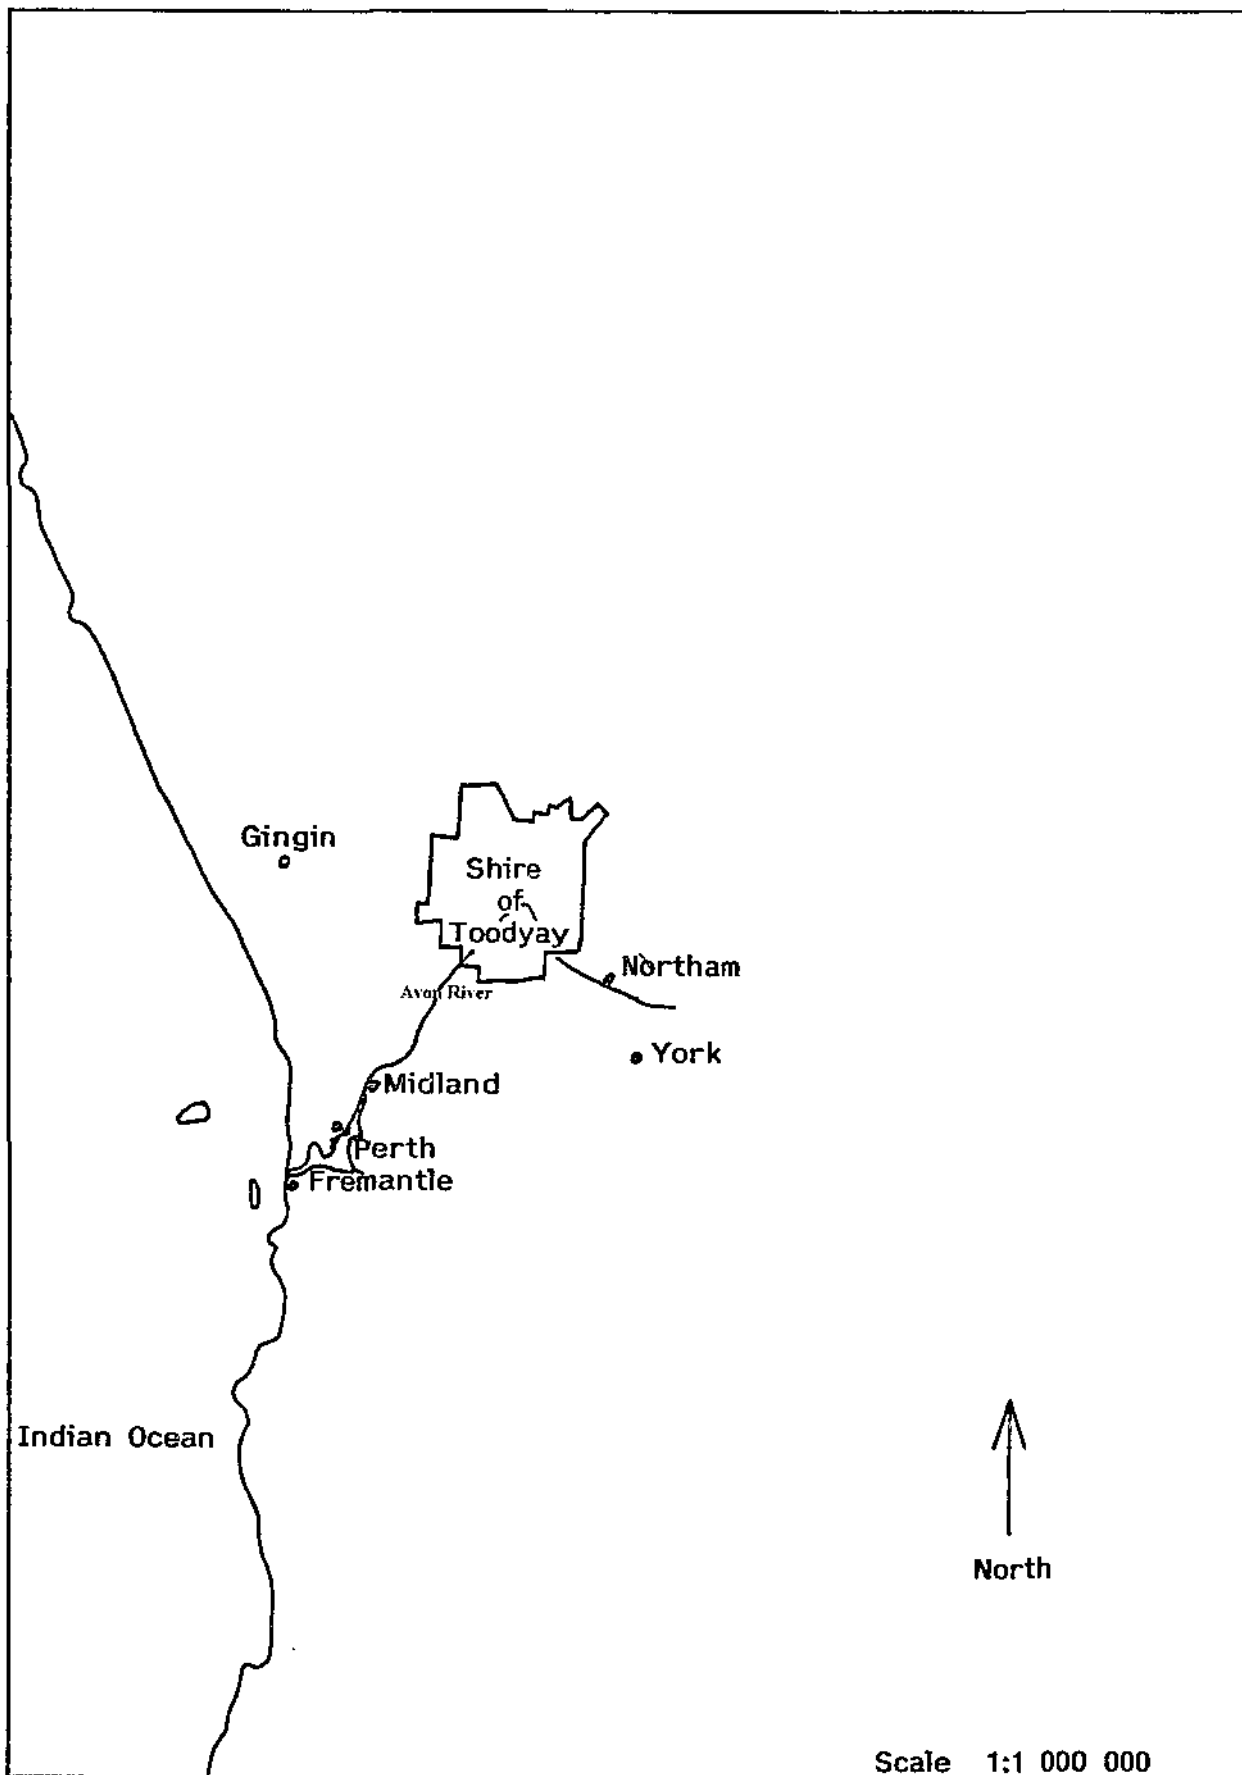 Gingin
Shire
of
Toodyay
Northam
Avon River
York
Midland
Perth
Fremantle
Indian Ocean
North
Scale 1:1 000 000